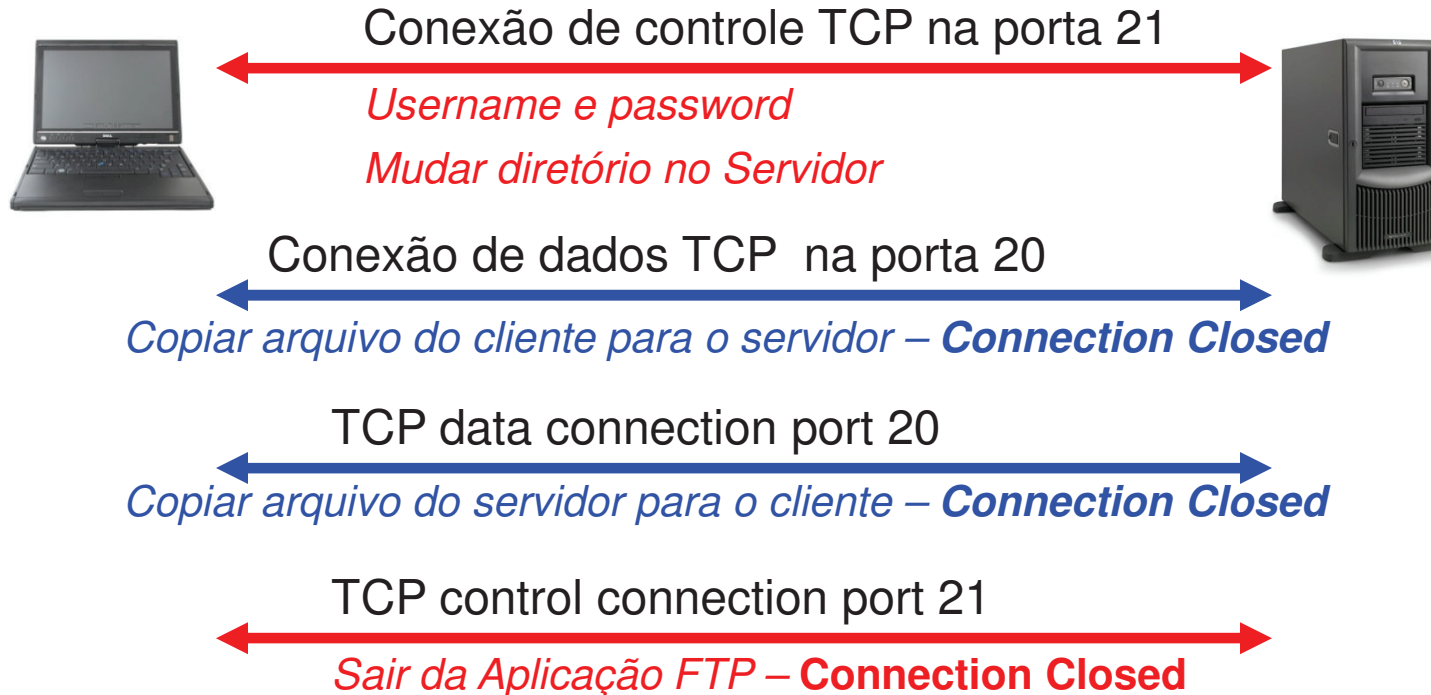 Conexão de controle TCP na porta 21
Username e password
Mudar diretório no Servidor
Conexão de dados TCP na porta 20
Copiar arquivo do cliente para o servidor – Connection Closed
TCP data connection port 20
Copiar arquivo do servidor para o cliente – Connection Closed
TCP control connection port 21
Sair da Aplicação FTP – Connection Closed